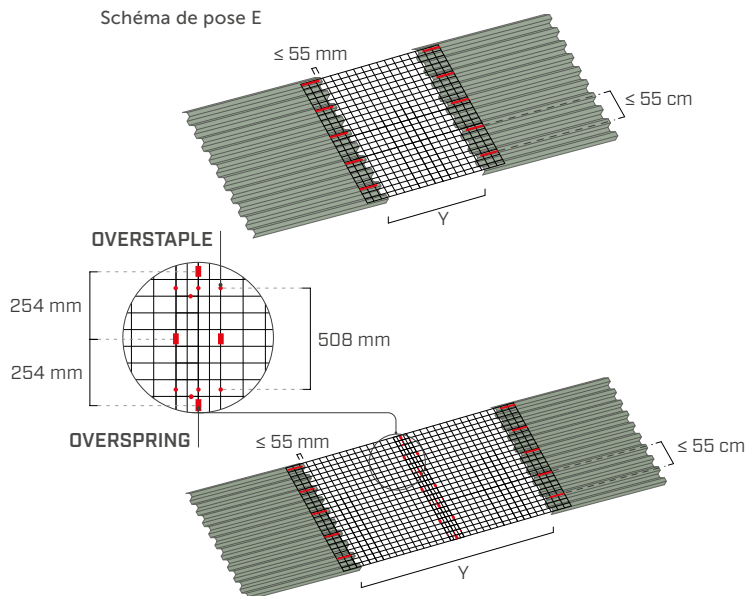 Schéma de pose E
≤ 55 mm
≤ 55 cm
Y
OVERSTAPLE
254 mm
508 mm
254 mm
OVERSPRING
≤ 55 mm
≤ 55 cm
Y